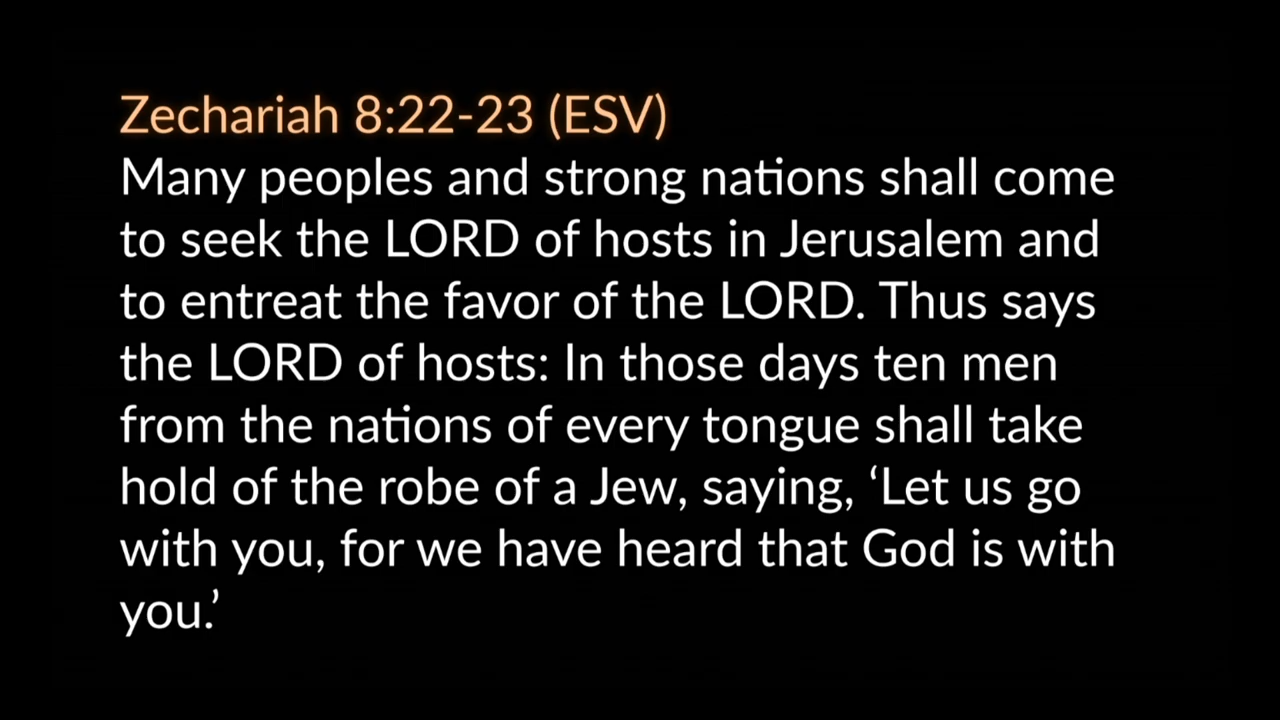 Zechariah 8:22-23 (ESV)
Many peoples and strong nations shall come
to seek the LORD of hosts in Jerusalem and
to entreat the favor of the LORD. Thus says
the LORD of hosts: In those days ten men
from the nations of every tongue shall take
hold of the robe of a Jew, saying, ‘Let us go
with you, for we have heard that God is with
you.’